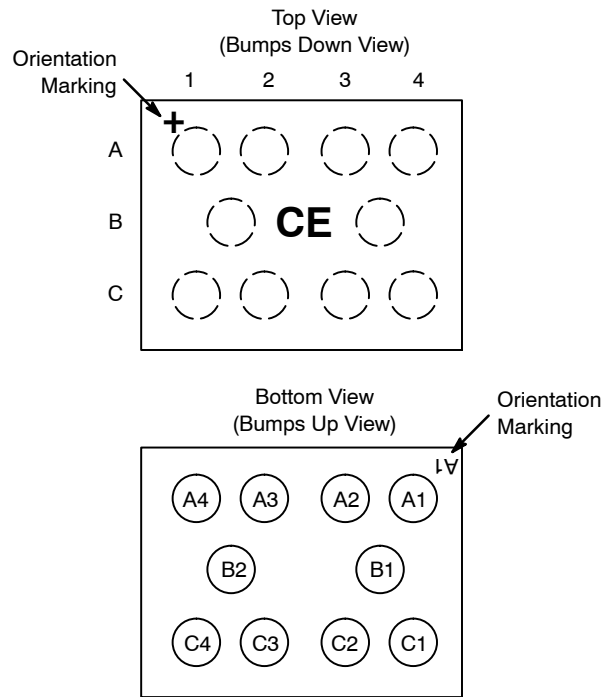 Top View
(Bumps Down View)
Orientation
Marking
1 2 3 4
+
A
B CE
C
Bottom View
(Bumps Up View)
Orientation
Marking
A1
A4 A3 A2 A1
B2 B1
C4 C3 C2 C1